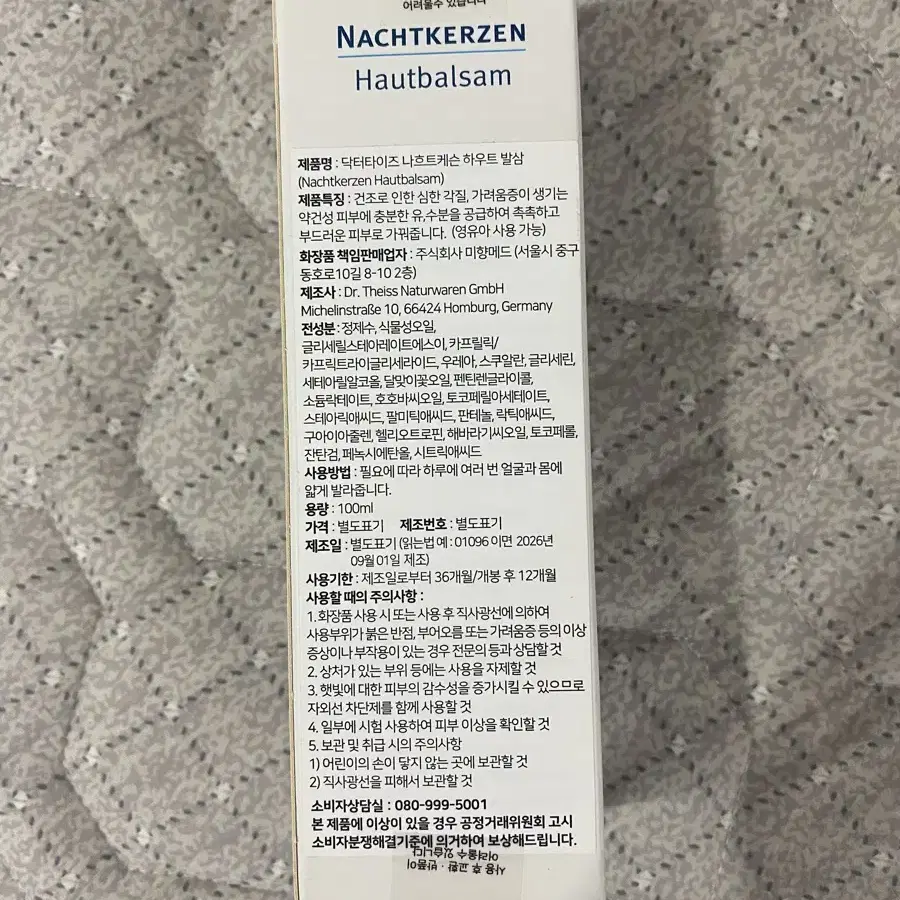 어려울수 있습니다
NACHTKERZEN
Hautbalsam
제품명 : 닥터타이즈 나흐트케슨 하우트 발삼
(Nachtkerzen Hautbalsam)
제품특징 : 건조로 인한 심한 각질, 가려움증이 생기는
약건성 피부에 충분한 유,수분을 공급하여 촉촉하고
부드러운 피부로 가꿔줍니다. (영유아 사용 가능)
화장품 책임판매업자 : 주식회사 미향메드 (서울시 중구
동호로10길 8-10 2층)
제조사 : Dr. Theiss Naturwaren GmbH
Michelinstraße 10, 66424 Homburg, Germany
전성분 : 정제수, 식물성오일,
글리세릴스테아레이트에스이, 카프릴릭/
카프릭트라이글리세라이드, 우레아, 스쿠알란, 글리세린,
세테아릴알코올, 달맞이꽃오일, 펜틸렌글라이콜,
소듐락테이트, 호호바씨오일, 토코페릴아세테이트,
스테아릭애씨드, 팔미틱애씨드, 판테놀, 락틱애씨드,
구아이아줄렌, 헬리오트로핀, 해바라기씨오일, 토코페롤,
잔탄검, 페녹시에탄올, 시트릭애씨드
사용방법 : 필요에 따라 하루에 여러 번 얼굴과 몸에
얇게 발라줍니다.
용량 : 100ml
가격 : 별도표기 제조번호 : 별도표기
제조일 : 별도표기 (읽는법 예 : 01096 이면 2026년
09월 01일 제조)
사용기한 : 제조일로부터 36개월/개봉 후 12개월
사용할 때의 주의사항 :
1. 화장품 사용 시 또는 사용 후 직사광선에 의하여
사용부위가 붉은 반점, 부어오름 또는 가려움증 등의 이상
증상이나 부작용이 있는 경우 전문의 등과 상담할 것
2. 상처가 있는 부위 등에는 사용을 자제할 것
3. 햇빛에 대한 피부의 감수성을 증가시킬 수 있으므로
자외선 차단제를 함께 사용할 것
4. 일부에 시험 사용하여 피부 이상을 확인할 것
5. 보관 및 취급 시의 주의사항
1) 어린이의 손이 닿지 않는 곳에 보관할 것
2) 직사광선을 피해서 보관할 것
소비자상담실 : 080-999-5001
본 제품에 이상이 있을 경우 공정거래위원회 고시
소비자분쟁해결기준에 의거하여 보상해드립니다.
사용 후 교환 · 반품이
어려울수 있습니다